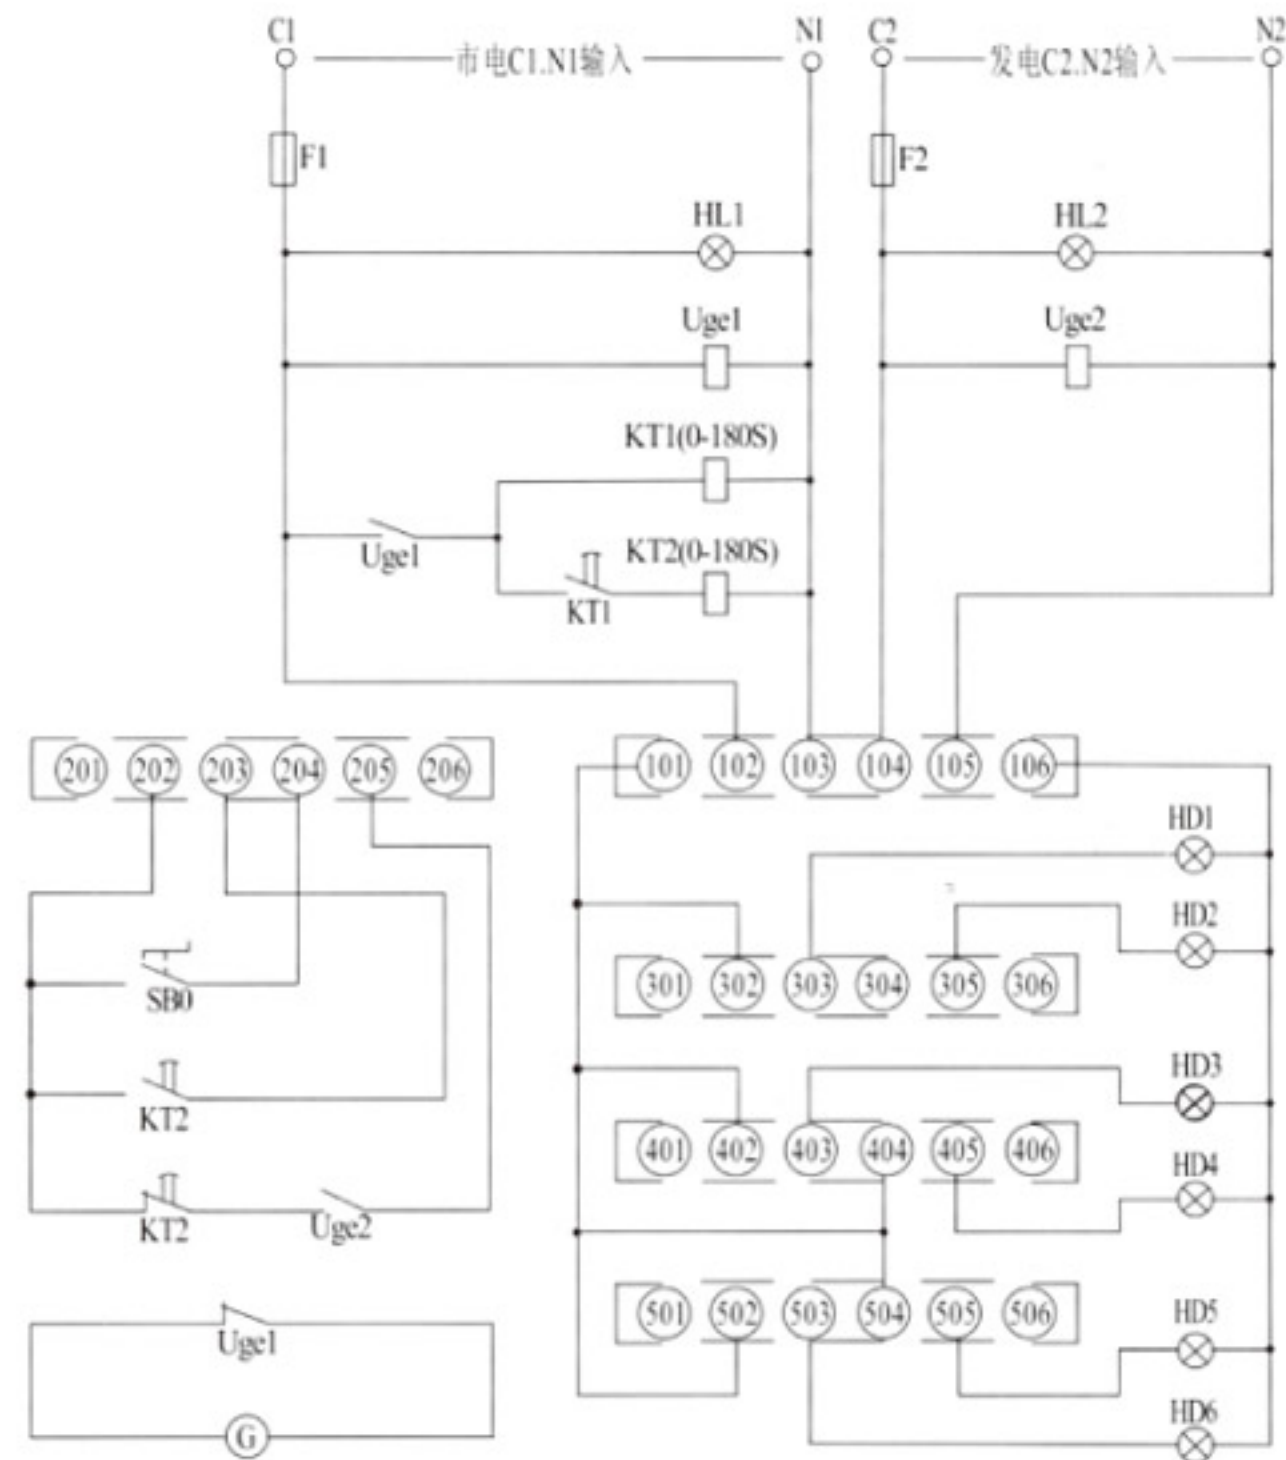 C1
市电C1.N1输入
N1
C2
发电C2.N2输入
N2
F1
F2
HL1
HL2
Uge1
Uge2
KT1(0-180S)
Uge1
KT2(0-180S)
KT1
201 202 203 204 205 206
101 102 103 104 105 106
HD1
HD2
SB0
301 302 303 304 305 306
KT2
HD3
401 402 403 404 405 406
HD4
KT2
Uge2
501 502 503 504 505 506
HD5
Uge1
HD6
G